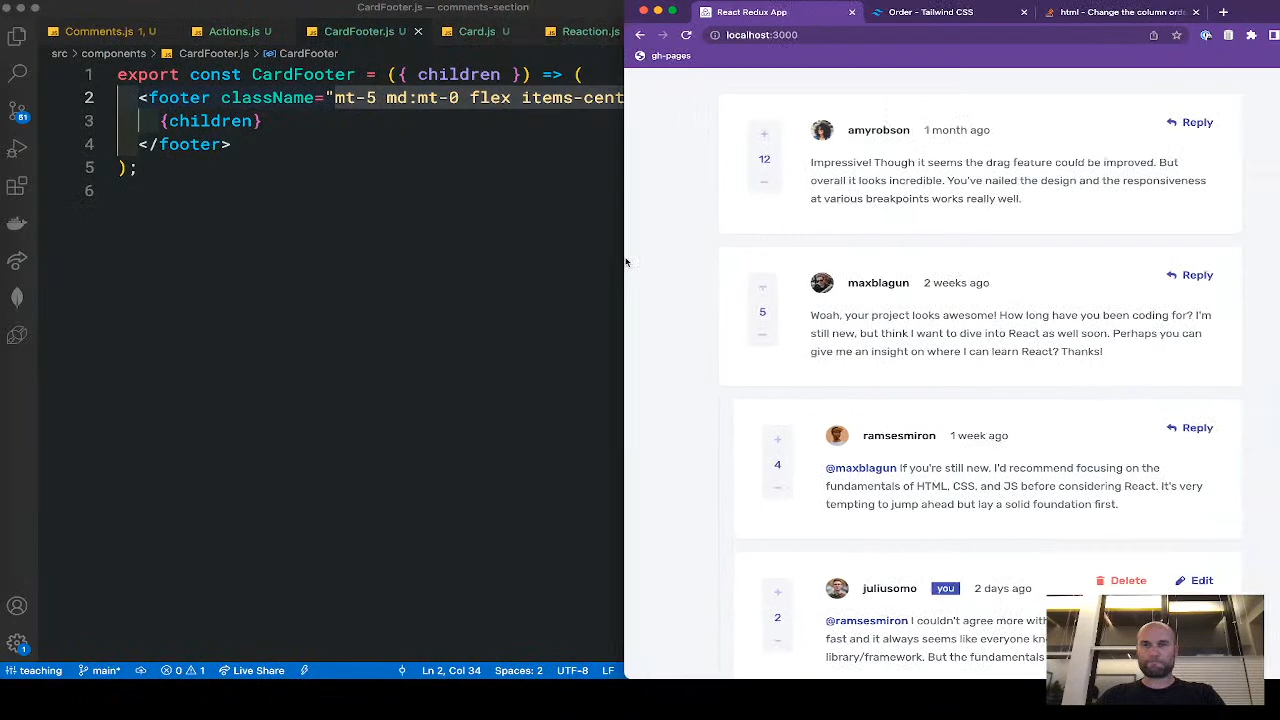 CardFooter.js — comments-section
Comments.js 1, U
Actions.js U
CardFooter.js U
Card.js U
Reaction.js
src > components > CardFooter.js > CardFooter
1 export const CardFooter = ({ children }) => (
2 <footer className="mt-5 md:mt-0 flex items-cent
3 {children}
4 </footer>
5 );
6
51
1
teaching
main*
0 1
Live Share
Ln 2, Col 34
Spaces: 2
UTF-8
LF
React Redux App
Order - Tailwind CSS
html - Change the column orde
localhost:3000
gh-pages
+
12
−
amyrobson 1 month ago
Reply
Impressive! Though it seems the drag feature could be improved. But
overall it looks incredible. You've nailed the design and the responsiveness
at various breakpoints works really well.
+
5
−
maxblagun 2 weeks ago
Reply
Woah, your project looks awesome! How long have you been coding for? I'm
still new, but think I want to dive into React as well soon. Perhaps you can
give me an insight on where I can learn React? Thanks!
+
4
−
ramsesmiron 1 week ago
Reply
@maxblagun If you're still new, I'd recommend focusing on the
fundamentals of HTML, CSS, and JS before considering React. It's very
tempting to jump ahead but lay a solid foundation first.
+
2
−
juliusomo you 2 days ago
Delete Edit
@ramsesmiron I couldn't agree more with
fast and it always seems like everyone kn
library/framework. But the fundamentals